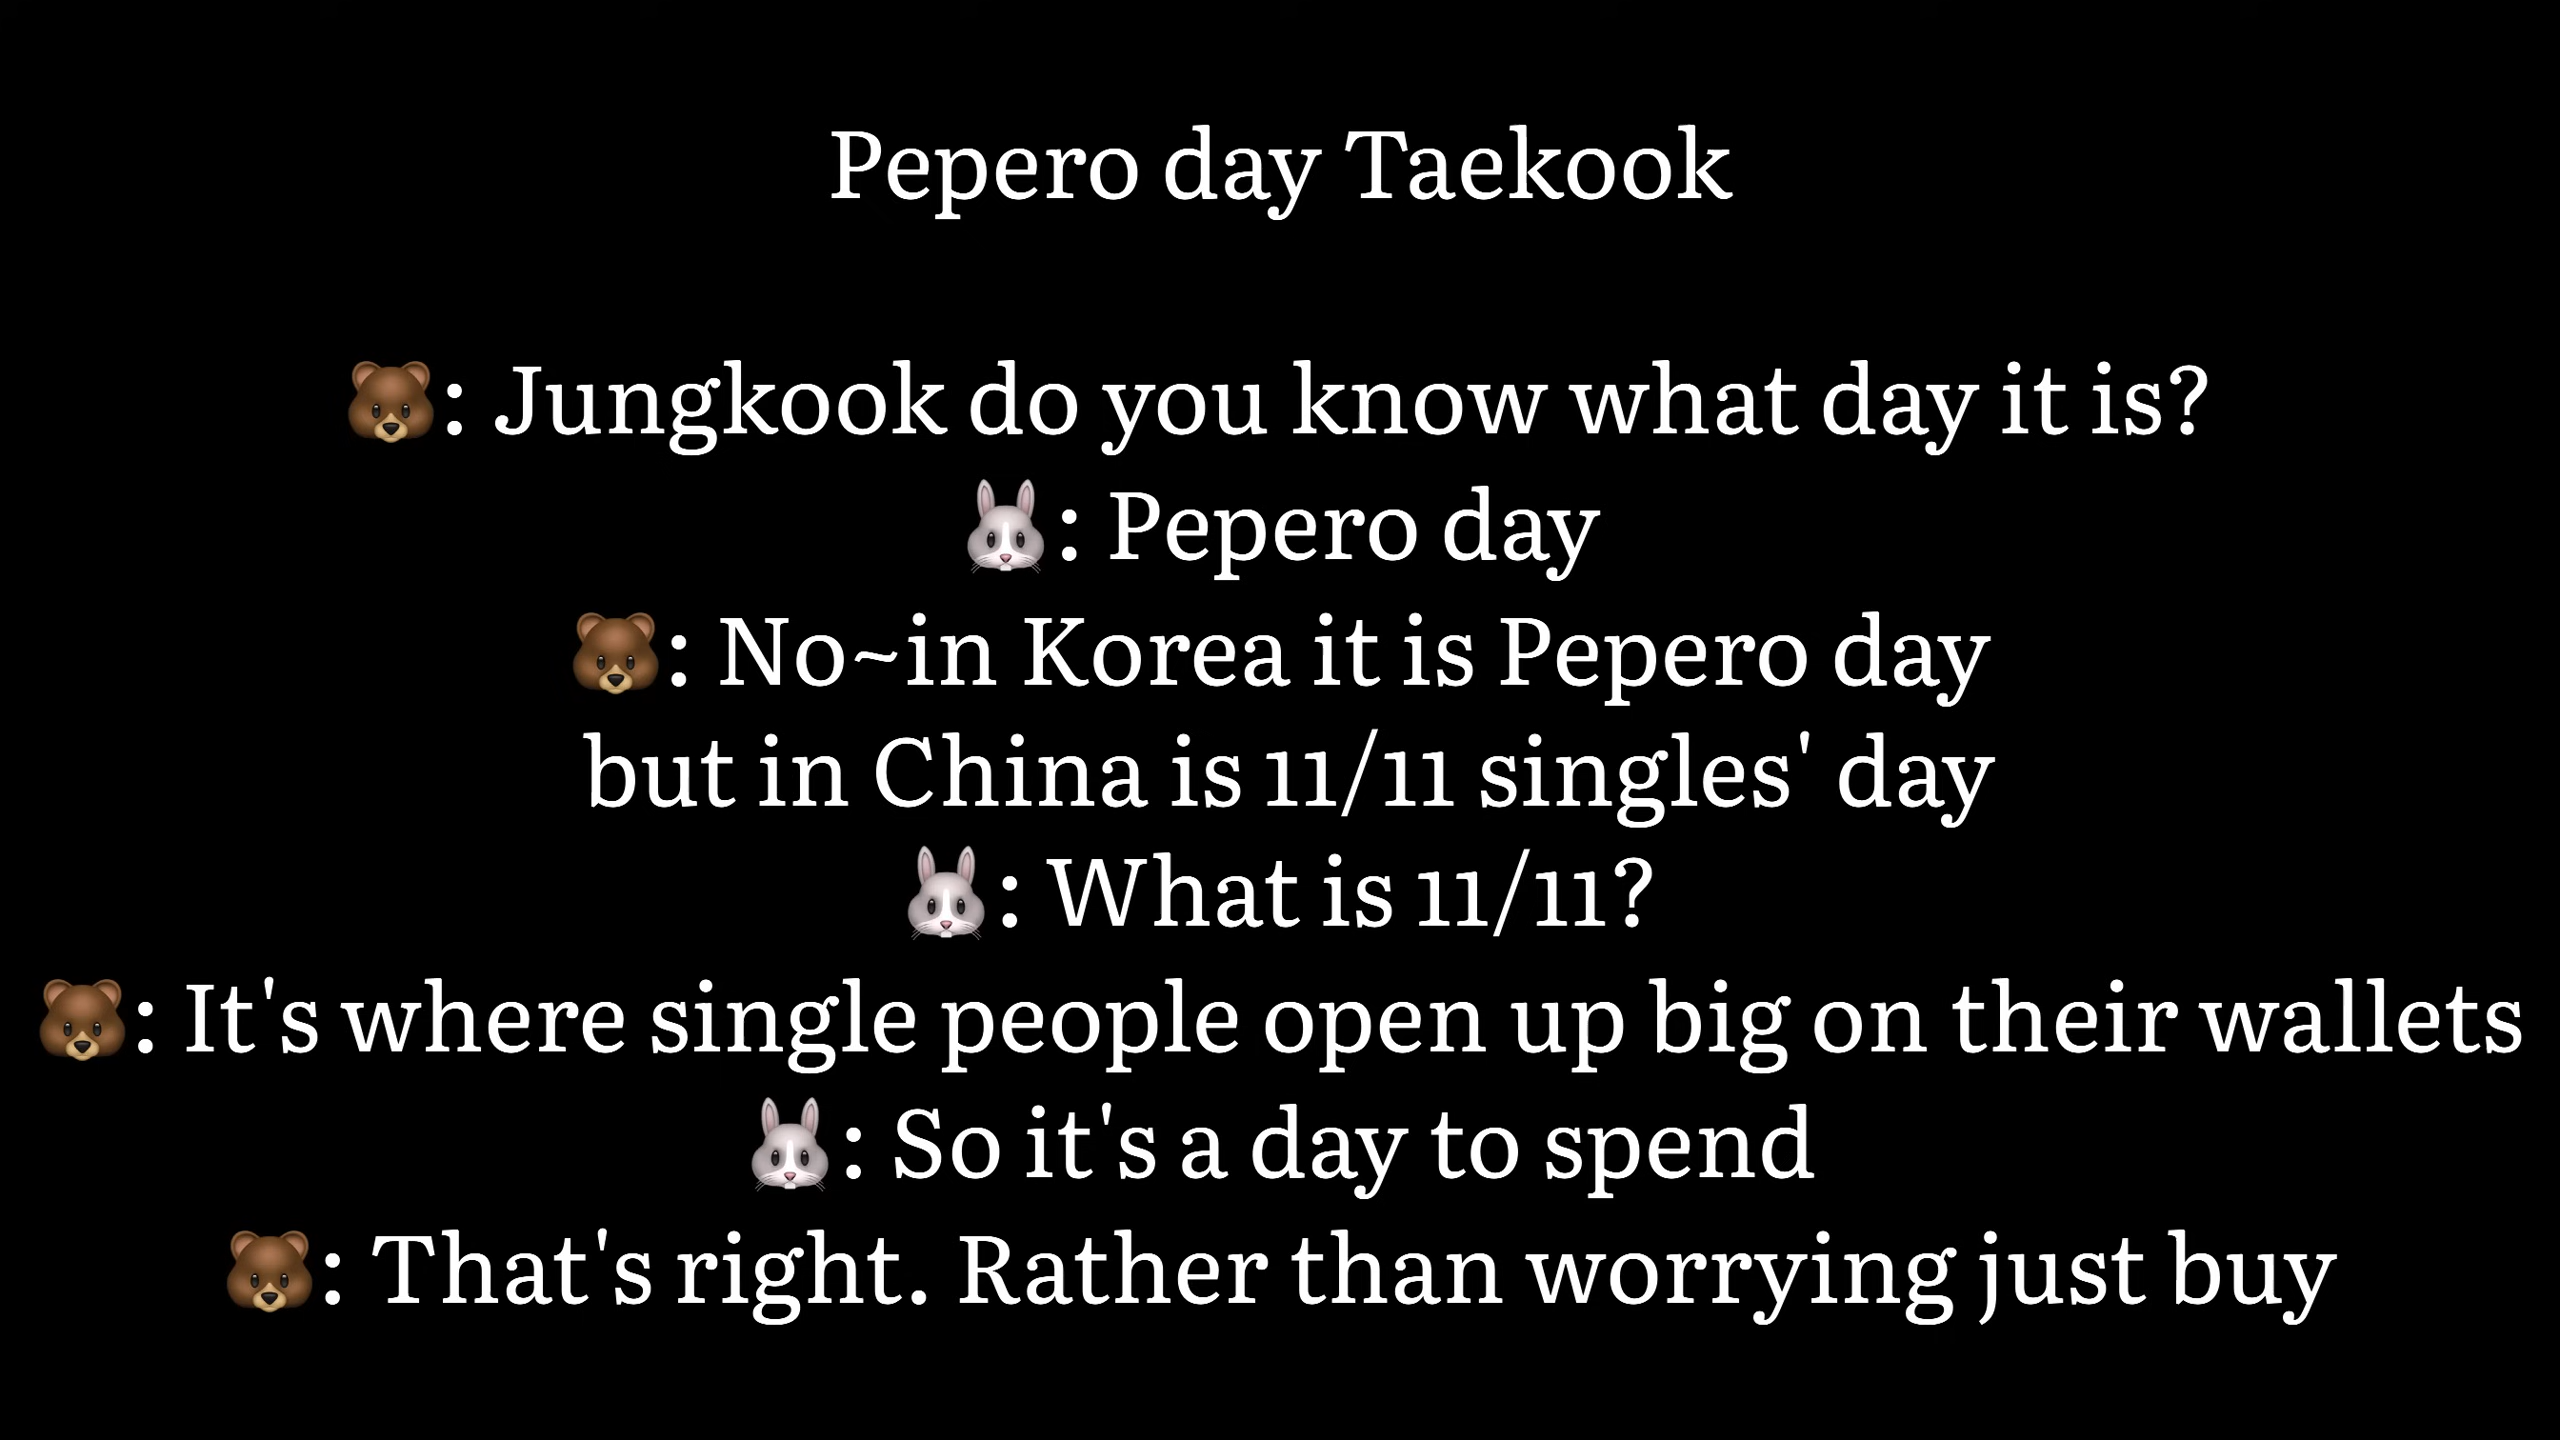 Pepero day Taekook
🐻: Jungkook do you know what day it is?
🐰: Pepero day
🐻: No~in Korea it is Pepero day
but in China is 11/11 singles' day
🐰: What is 11/11?
🐻: It's where single people open up big on their wallets
🐰: So it's a day to spend
🐻: That's right. Rather than worrying just buy